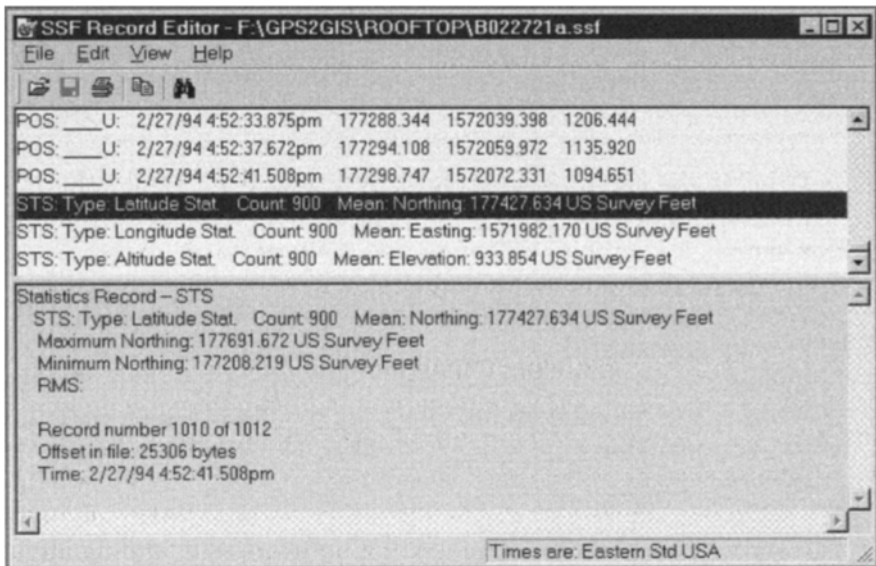 SSF Record Editor - F:\GPS2GIS\ROOFTOP\B022721a.ssf
File Edit View Help
POS: ____U: 2/27/94 4:52:33.875pm 177288.344 1572039.398 1206.444
POS: ____U: 2/27/94 4:52:37.672pm 177294.108 1572059.972 1135.920
POS: ____U: 2/27/94 4:52:41.508pm 177298.747 1572072.331 1094.651
STS: Type: Latitude Stat. Count: 900 Mean: Northing: 177427.634 US Survey Feet
STS: Type: Longitude Stat. Count: 900 Mean: Easting: 1571982.170 US Survey Feet
STS: Type: Altitude Stat. Count: 900 Mean: Elevation: 933.854 US Survey Feet
Statistics Record – STS
STS: Type: Latitude Stat. Count: 900 Mean: Northing: 177427.634 US Survey Feet
Maximum Northing: 177691.672 US Survey Feet
Minimum Northing: 177208.219 US Survey Feet
RMS:
Record number 1010 of 1012
Offset in file: 25306 bytes
Time: 2/27/94 4:52:41.508pm
Times are: Eastern Std USA